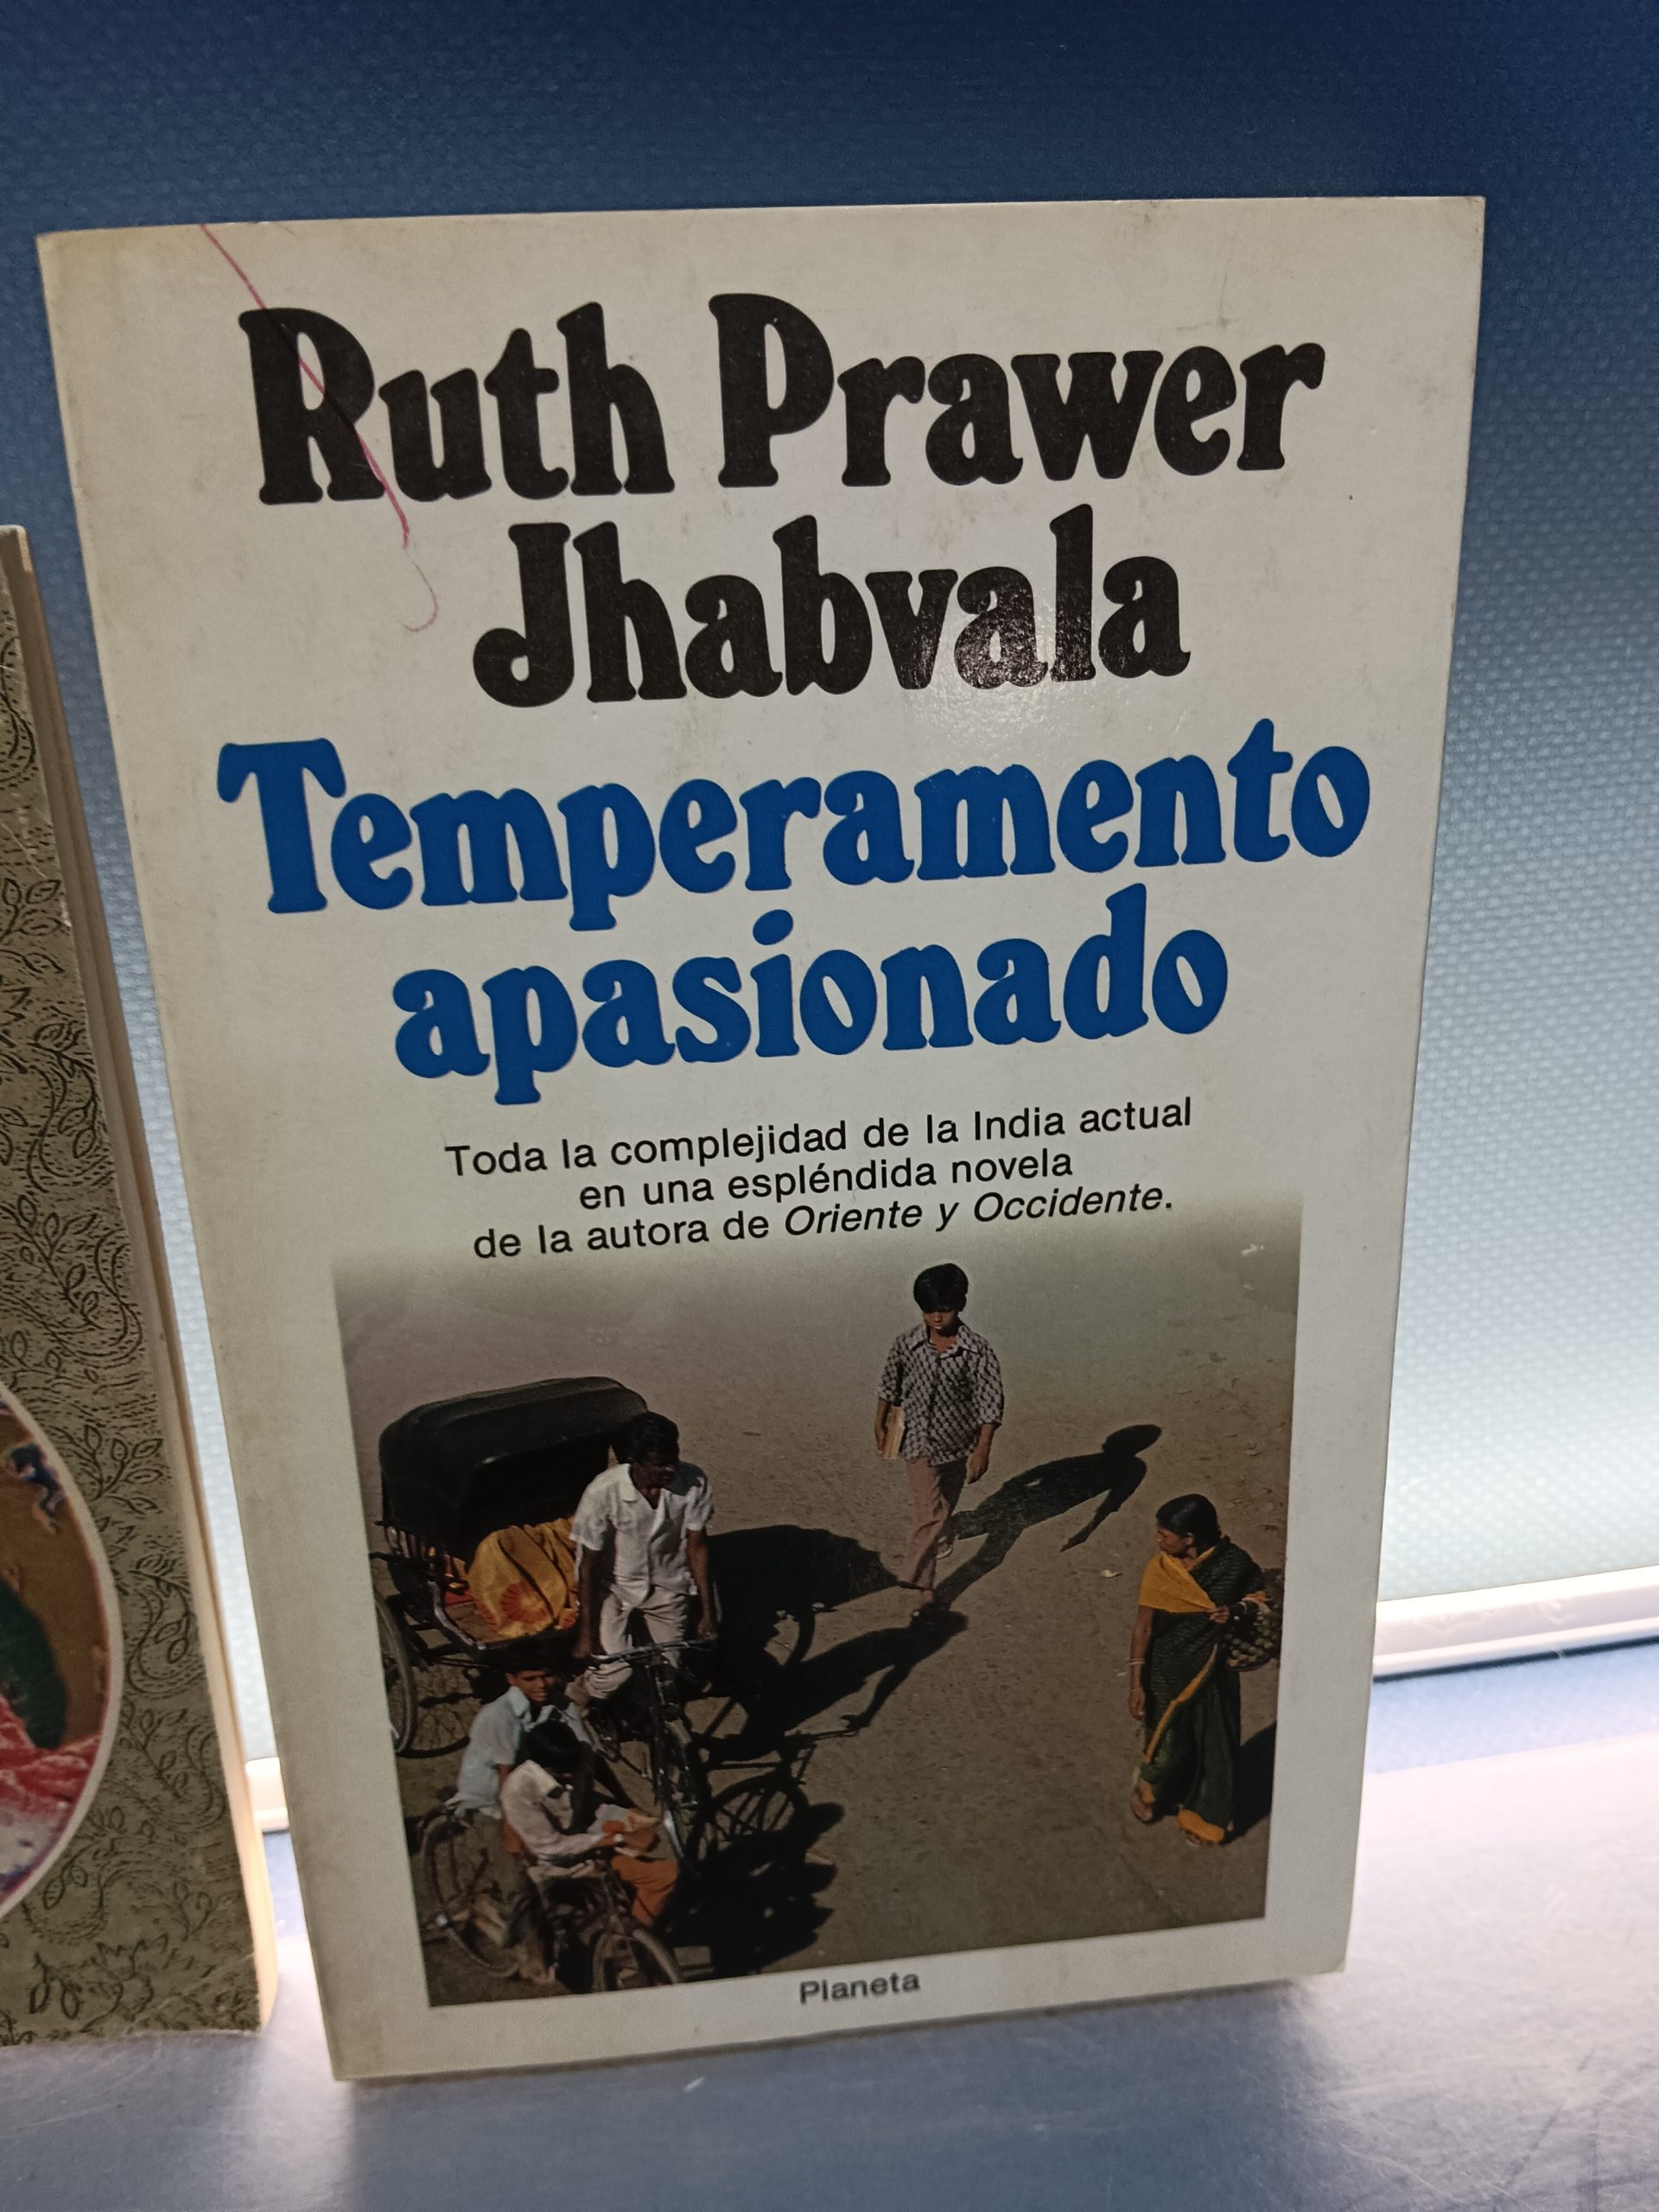 Ruth Prawer
Jhabvala
Temperamento
apasionado
Toda la complejidad de la India actual
en una espléndida novela
de la autora de Oriente y Occidente.
Planeta